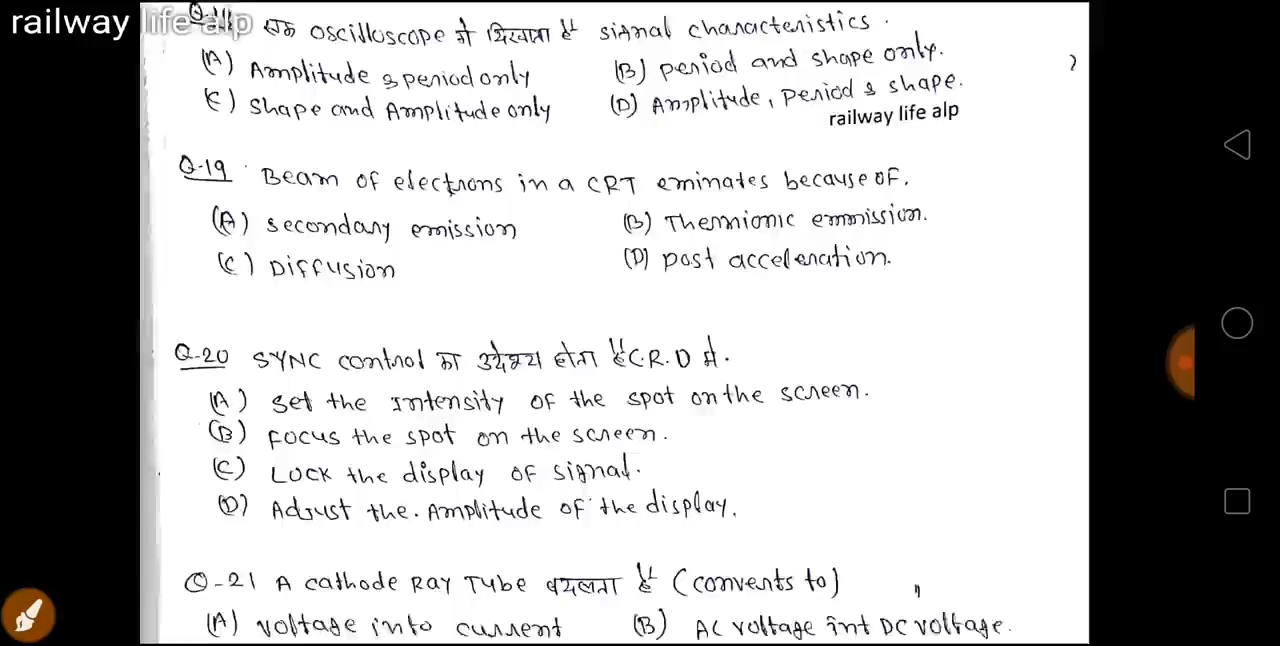 railway life alp
एक oscilloscope में दिखाता है signal characteristics.
(A) Amplitude & period only (B) period and shape only.
(C) shape and Amplitude only (D) Amplitude, Period & shape.
railway life alp
Q-19 Beam of electrons in a CRT eminates because of.
(A) secondary emission (B) Thermionic emmission.
(C) Diffusion (D) post acceleration.
Q-20 SYNC control का उद्देश्य होता है C.R.O में.
(A) Set the Intensity of the spot on the screen.
(B) Focus the spot on the screen.
(C) Lock the display of signal.
(D) Adjust the. Amplitude of the display.
Q-21 A cathode Ray Tube बदलता है (converts to)
(A) voltage into current (B) AC voltage int DC voltage.